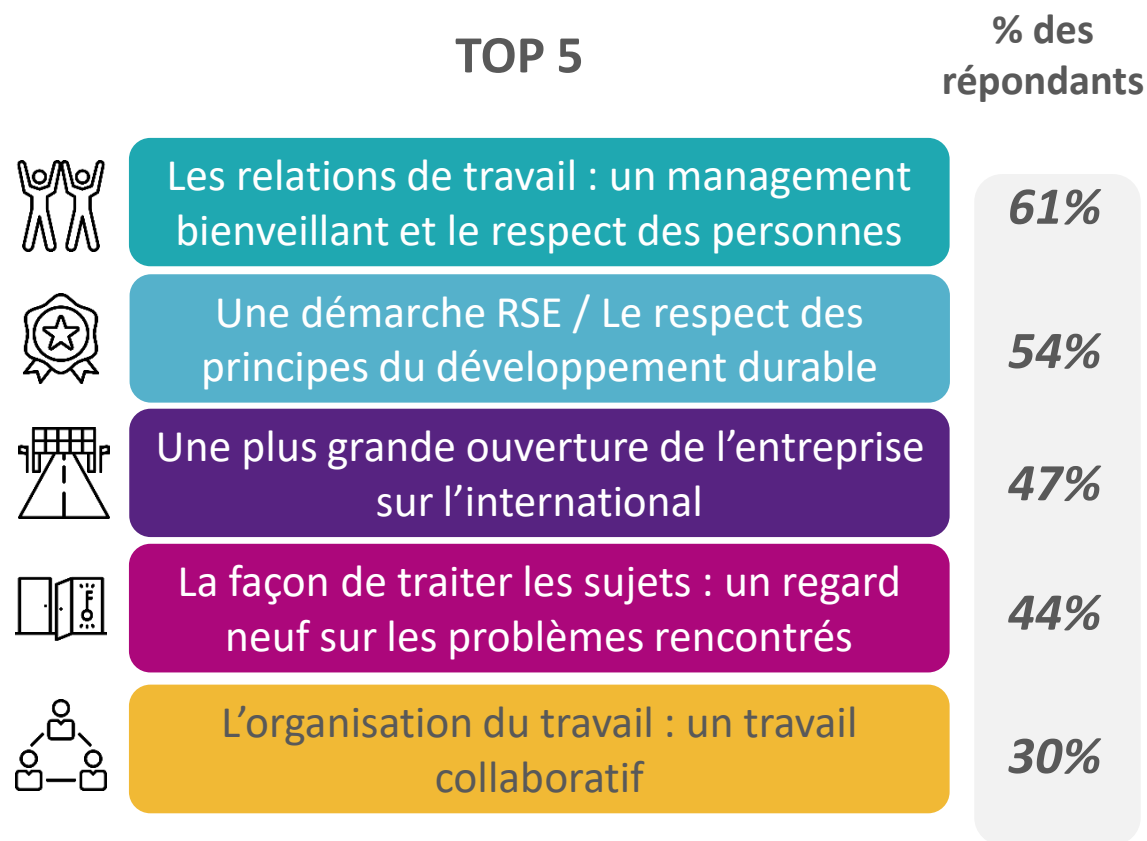 TOP 5
% des
répondants
Les relations de travail : un management
bienveillant et le respect des personnes
61%
Une démarche RSE / Le respect des
principes du développement durable
54%
Une plus grande ouverture de l’entreprise
sur l’international
47%
La façon de traiter les sujets : un regard
neuf sur les problèmes rencontrés
44%
L’organisation du travail : un travail
collaboratif
30%